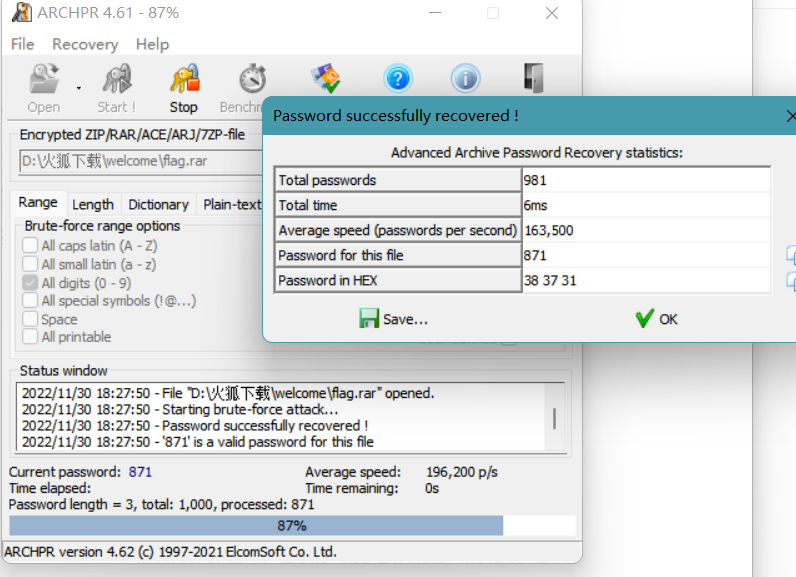 ARCHPR 4.61 - 87%
File Recovery Help
Open Start ! Stop
Encrypted ZIP/RAR/ACE/ARJ/7ZP-file
D:\火狐下载\welcome\flag.rar
Range Length Dictionary Plain-text
Brute-force range options
All caps latin (A - Z)
All small latin (a - z)
All digits (0 - 9)
All special symbols (!@...)
Space
All printable
Password successfully recovered !
Advanced Archive Password Recovery statistics:
Total passwords 981
Total time 6ms
Average speed (passwords per second) 163,500
Password for this file 871
Password in HEX 38 37 31
Save... OK
Status window
2022/11/30 18:27:50 - File "D:\火狐下载\welcome\flag.rar" opened.
2022/11/30 18:27:50 - Starting brute-force attack...
2022/11/30 18:27:50 - Password successfully recovered !
2022/11/30 18:27:50 - '871' is a valid password for this file
Current password: 871 Average speed: 196,200 p/s
Time elapsed: Time remaining: 0s
Password length = 3, total: 1,000, processed: 871
87%
ARCHPR version 4.62 (c) 1997-2021 ElcomSoft Co. Ltd.